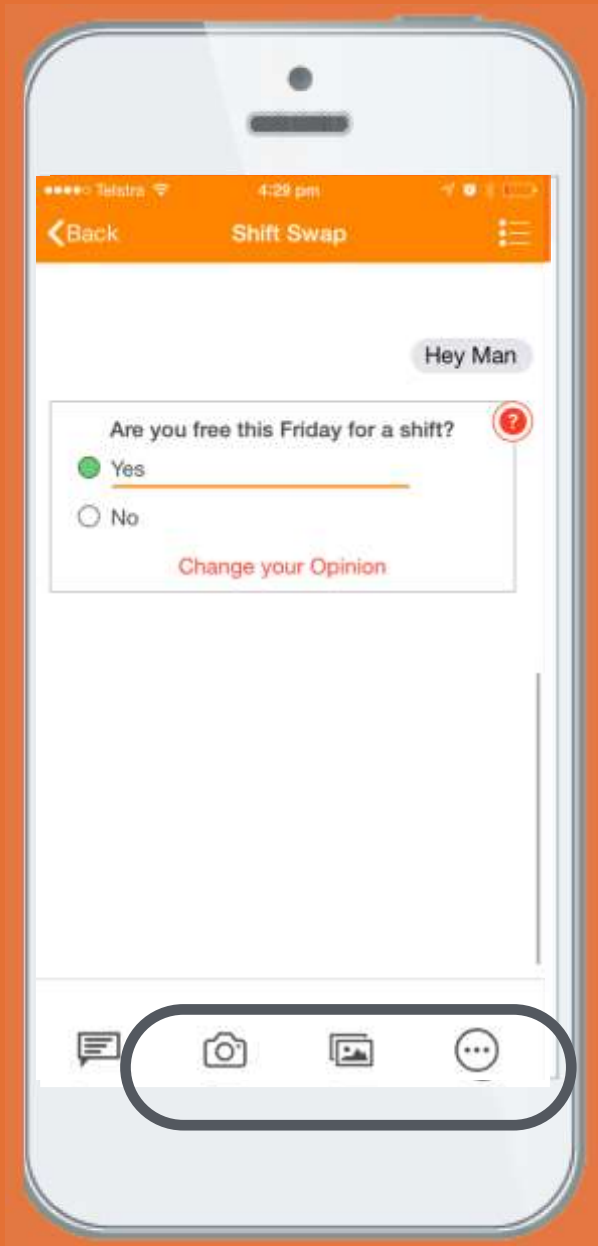 Telstra 4:29 pm
Back Shift Swap
Hey Man
Are you free this Friday for a shift?
?
Yes
No
Change your Opinion